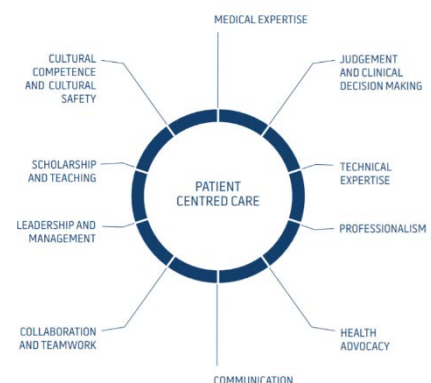 MEDICAL EXPERTISE
JUDGEMENT
AND CLINICAL
DECISION MAKING
TECHNICAL
EXPERTISE
PROFESSIONALISM
HEALTH
ADVOCACY
COMMUNICATION
COLLABORATION
AND TEAMWORK
LEADERSHIP AND
MANAGEMENT
SCHOLARSHIP
AND TEACHING
CULTURAL
COMPETENCE
AND CULTURAL
SAFETY
PATIENT
CENTRED CARE